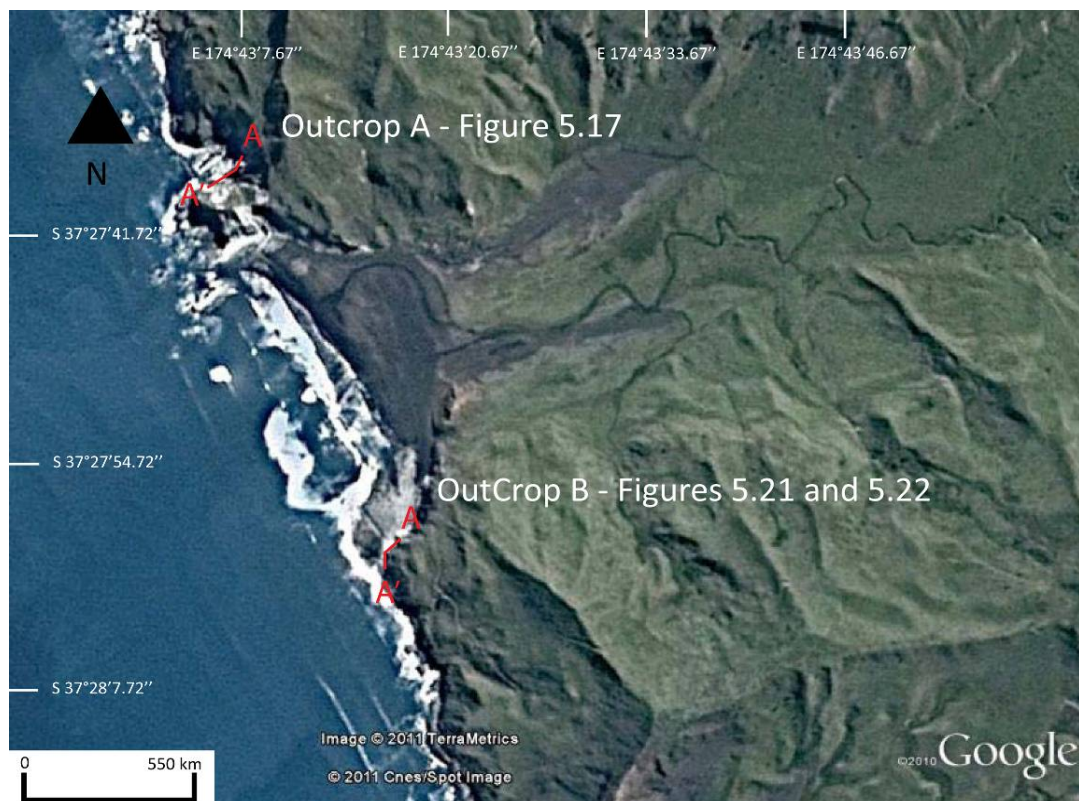 E 174°43'7.67'' E 174°43'20.67'' E 174°43'33.67'' E 174°43'46.67''
Outcrop A - Figure 5.17
A
N
A'
S 37°27'41.72''
S 37°27'54.72''
OutCrop B - Figures 5.21 and 5.22
A
A'
S 37°28'7.72''
Image © 2011 TerraMetrics
©2010 Google
0 550 km
© 2011 Cnes/Spot Image